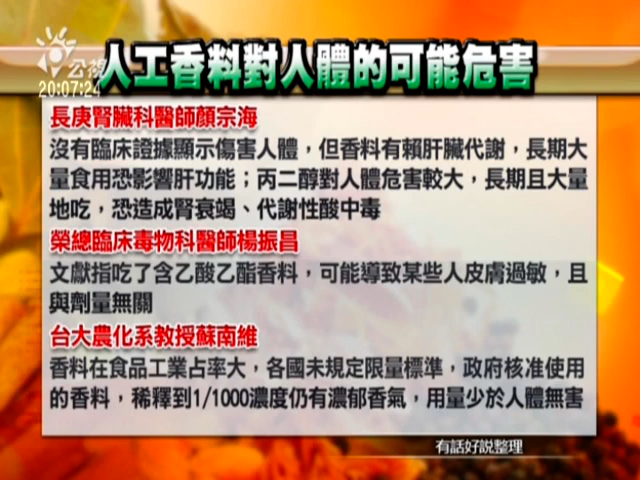 人工香料對人體的可能危害
公視
20:07:24
長庚腎臟科醫師顏宗海
沒有臨床證據顯示傷害人體，但香料有賴肝臟代謝，長期大
量食用恐影響肝功能；丙二醇對人體危害較大，長期且大量
地吃，恐造成腎衰竭、代謝性酸中毒
榮總臨床毒物科醫師楊振昌
文獻指吃了含乙酸乙酯香料，可能導致某些人皮膚過敏，且
與劑量無關
台大農化系教授蘇南維
香料在食品工業占率大，各國未規定限量標準，政府核准使用
的香料，稀釋到1/1000濃度仍有濃郁香氣，用量少於人體無害
有話好說整理